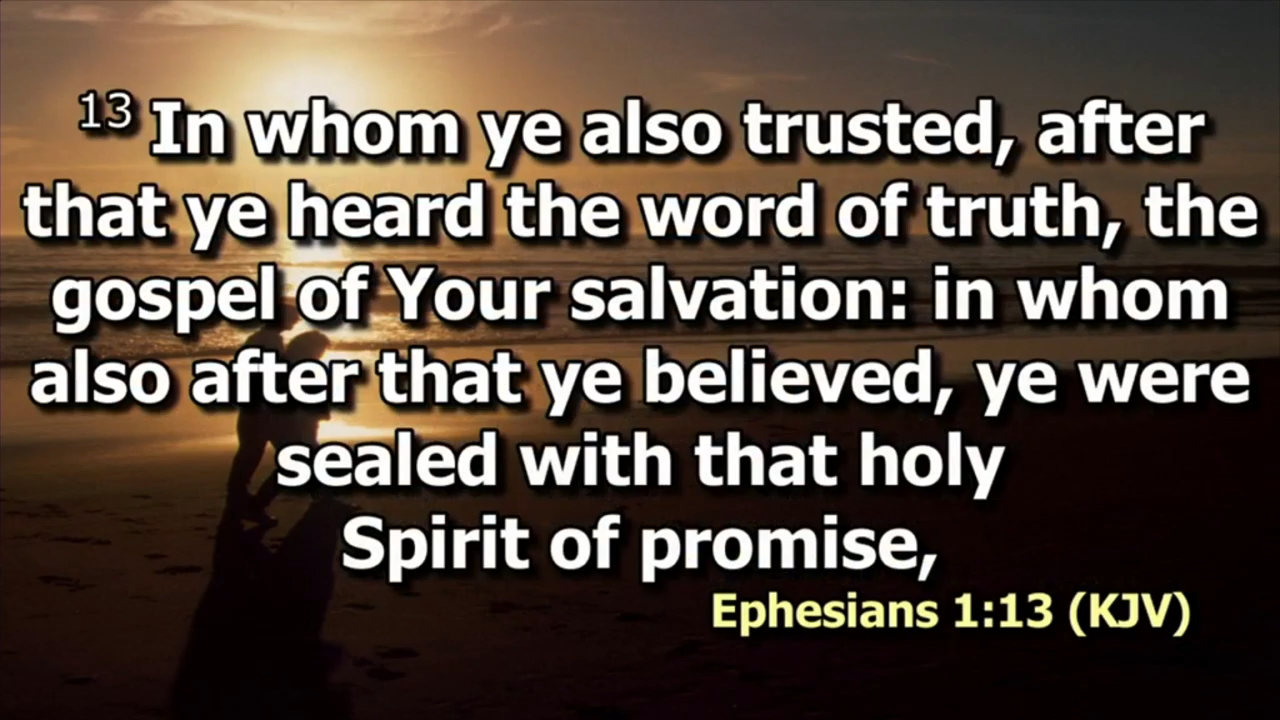 13 In whom ye also trusted, after
that ye heard the word of truth, the
gospel of Your salvation: in whom
also after that ye believed, ye were
sealed with that holy
Spirit of promise,
Ephesians 1:13 (KJV)